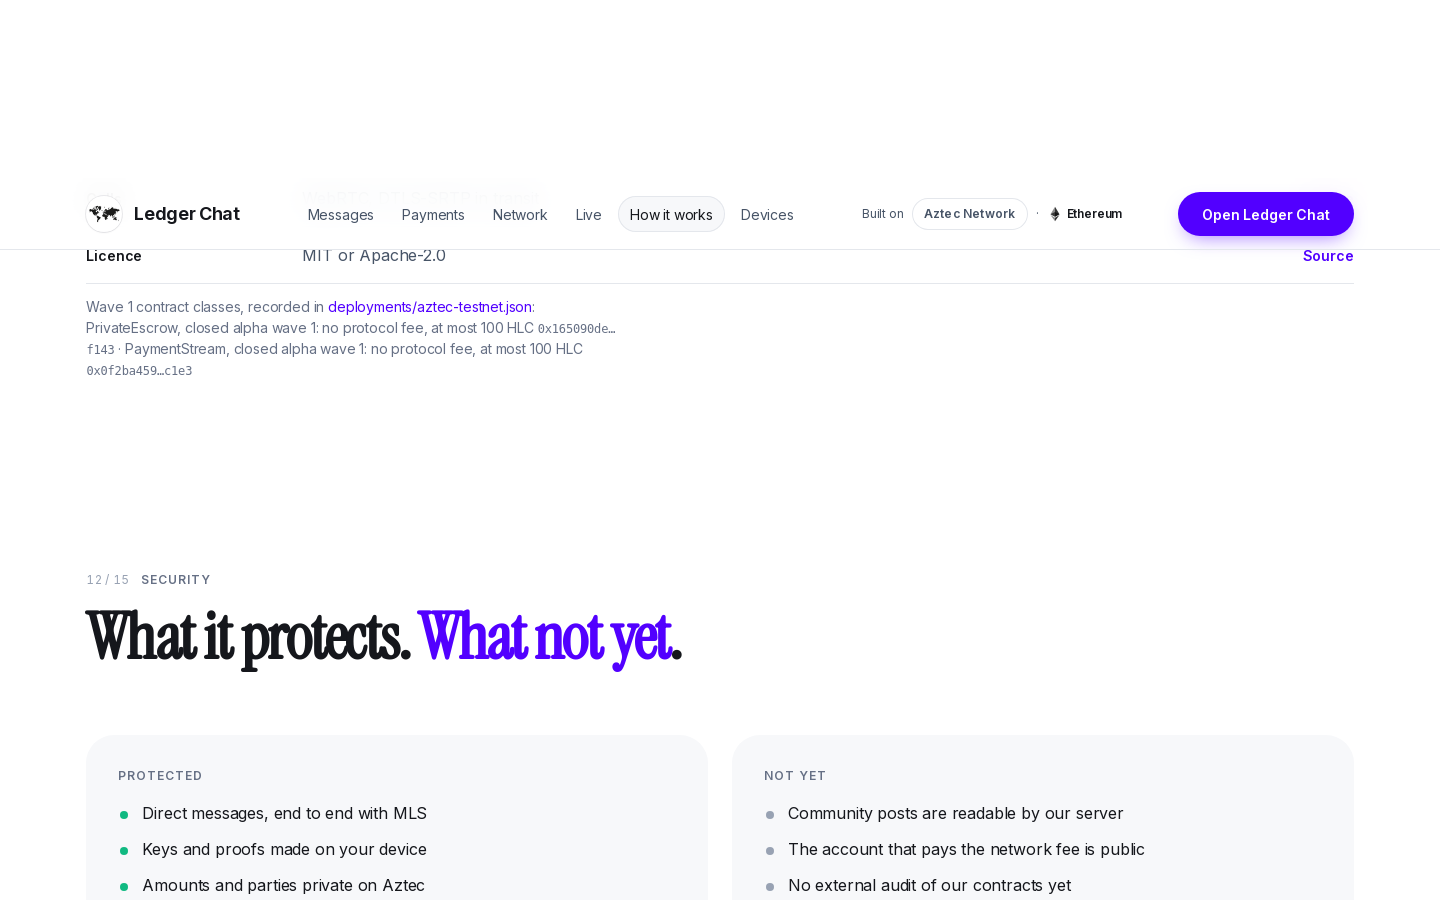 Ledger Chat
Messages
Payments
Network
Live
How it works
Devices
Built on
Aztec Network
·
Ethereum
Open Ledger Chat
Licence
MIT or Apache-2.0
Source
Wave 1 contract classes, recorded in deployments/aztec-testnet.json:
PrivateEscrow, closed alpha wave 1: no protocol fee, at most 100 HLC 0x165090de…
f143 · PaymentStream, closed alpha wave 1: no protocol fee, at most 100 HLC
0x0f2ba459…c1e3
12 / 15 SECURITY
What it protects. What not yet.
PROTECTED
Direct messages, end to end with MLS
Keys and proofs made on your device
Amounts and parties private on Aztec
NOT YET
Community posts are readable by our server
The account that pays the network fee is public
No external audit of our contracts yet